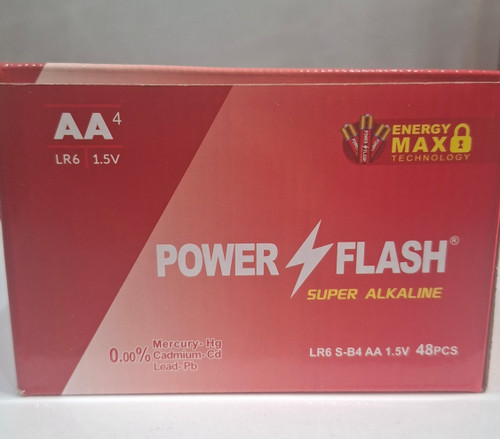 AA4
LR6 1.5V
ENERGY
MAX
TECHNOLOGY
POWER FLASH®
SUPER ALKALINE
0.00% Mercury-Hg
Cadmium-Cd
Lead-Pb
LR6 S-B4 AA 1.5V 48PCS